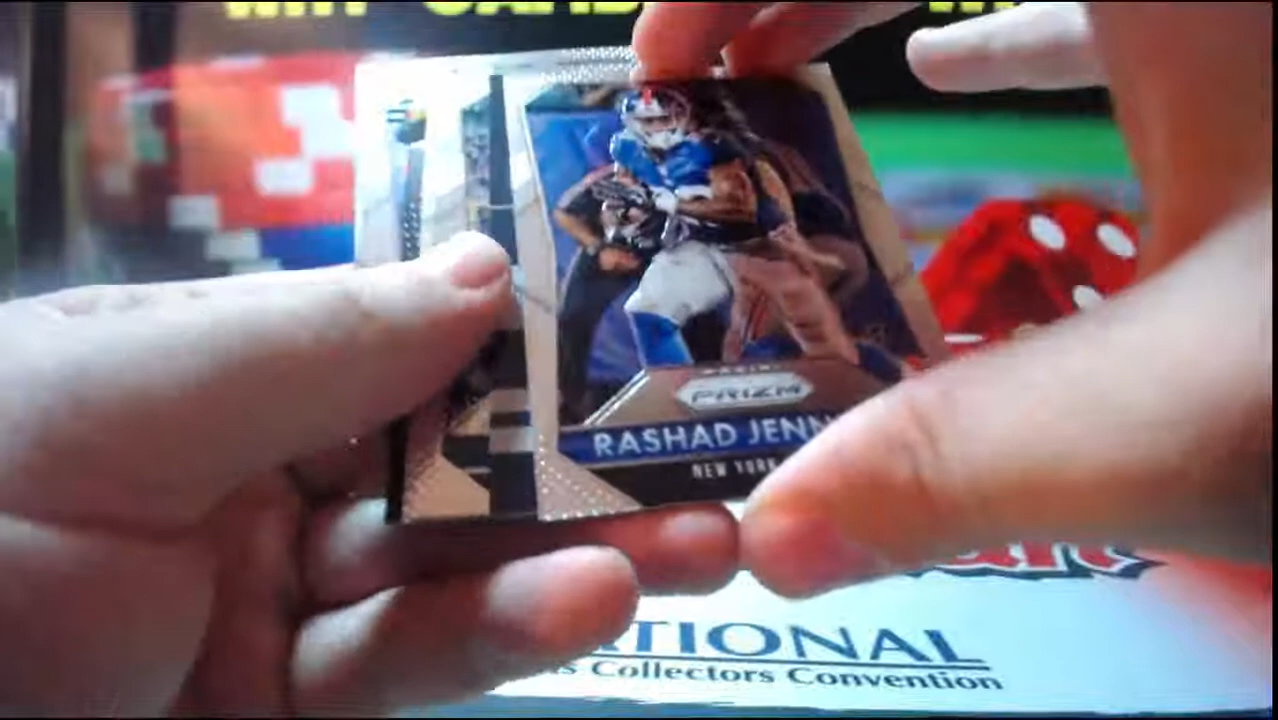 PANINI
PRIZM
RASHAD JENN
NEW YORK
TIONAL
s Collectors Convention